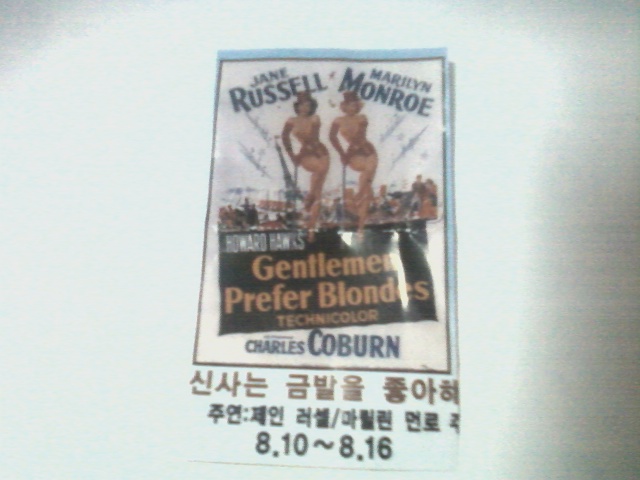 JANE RUSSELL
MARILYN MONROE
HOWARD HAWKS'
Gentlemen
Prefer Blondes
TECHNICOLOR
CHARLES COBURN
신사는 금발을 좋아해
주연:제인 러셀/마릴린 먼로
8.10~8.16